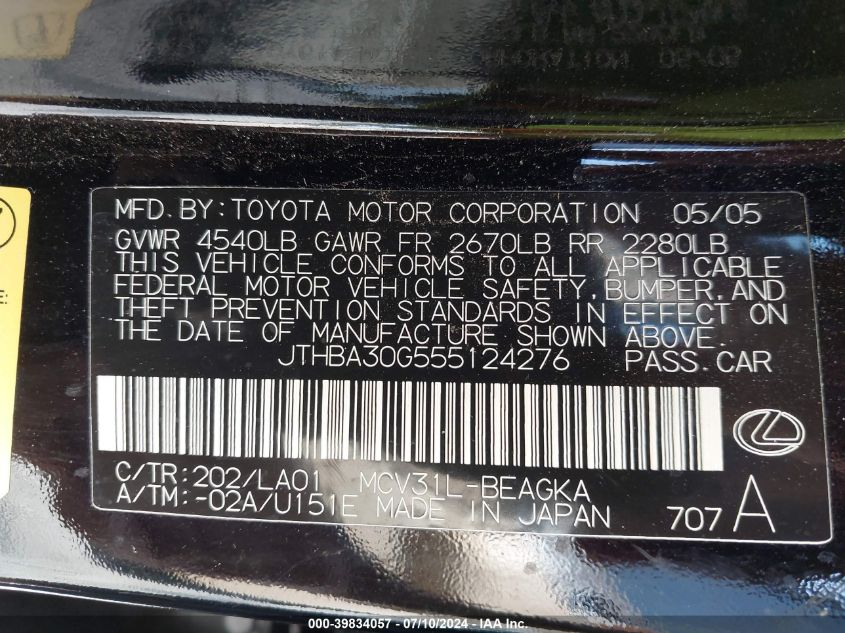 MFD.BY:TOYOTA MOTOR CORPORATION 05/05
GVWR 4540LB GAWR FR 2670LB RR 2280LB
THIS VEHICLE CONFORMS TO ALL APPLICABLE
FEDERAL MOTOR VEHICLE SAFETY,BUMPER,AND
THEFT PREVENTION STANDARDS IN EFFECT ON
THE DATE OF MANUFACTURE SHOWN ABOVE.
JTHBA30G555124276 PASS.CAR
C/TR:202/LA01 MCV31L-BEAGKA
A/TM:-02A/U151E MADE IN JAPAN 707 A
000-39834057 - 07/10/2024 - IAAI Inc.